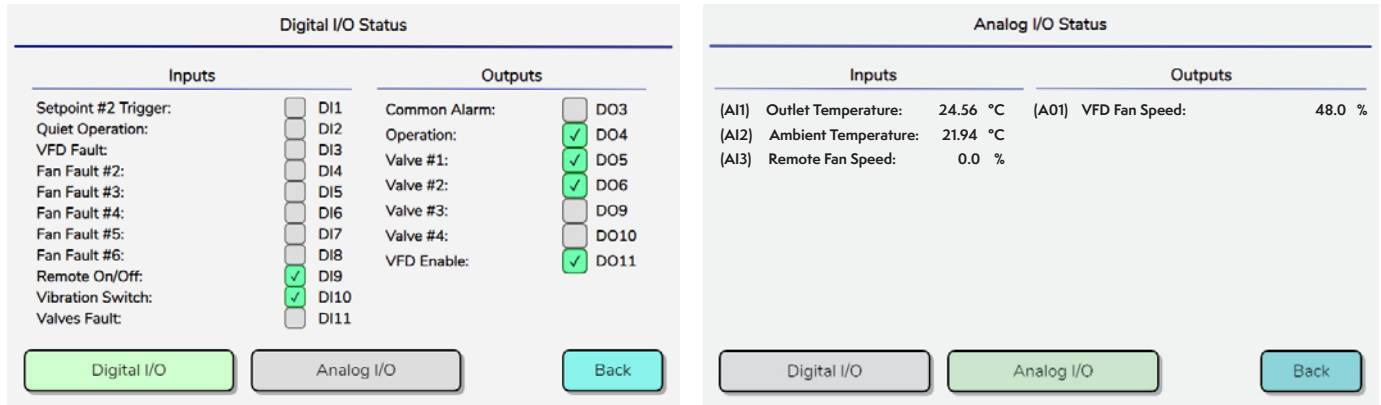 Digital I/O Status
Inputs
Outputs
Setpoint #2 Trigger: DI1
Quiet Operation: DI2
VFD Fault: DI3
Fan Fault #2: DI4
Fan Fault #3: DI5
Fan Fault #4: DI6
Fan Fault #5: DI7
Fan Fault #6: DI8
Remote On/Off: ✓ DI9
Vibration Switch: ✓ DI10
Valves Fault: DI11
Common Alarm: DO3
Operation: ✓ DO4
Valve #1: ✓ DO5
Valve #2: ✓ DO6
Valve #3: DO9
Valve #4: DO10
VFD Enable: ✓ DO11
Digital I/O
Analog I/O
Back
Analog I/O Status
Inputs
Outputs
(AI1) Outlet Temperature: 24.56 °C
(AI2) Ambient Temperature: 21.94 °C
(AI3) Remote Fan Speed: 0.0 %
(A01) VFD Fan Speed: 48.0 %
Digital I/O
Analog I/O
Back